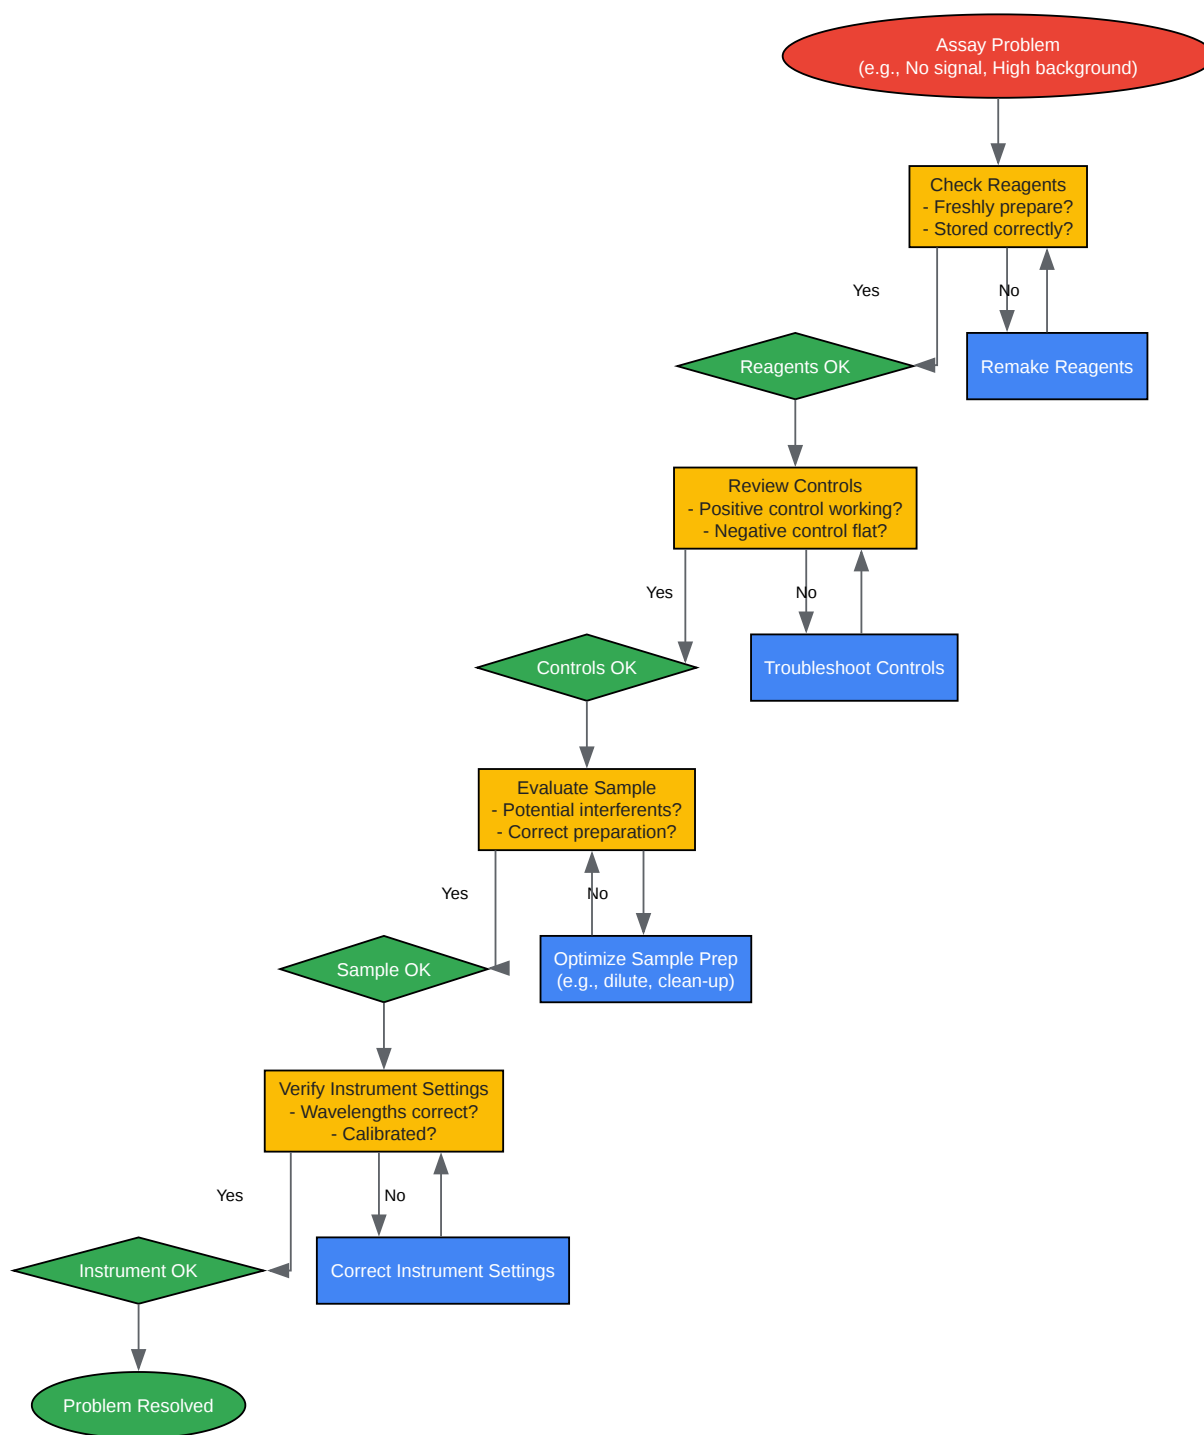 Assay Problem
(e.g., No signal, High background)
Check Reagents
- Freshly prepare?
- Stored correctly?
Yes
No
Reagents OK
Remake Reagents
Review Controls
- Positive control working?
- Negative control flat?
Yes
No
Controls OK
Troubleshoot Controls
Evaluate Sample
- Potential interferents?
- Correct preparation?
Yes
No
Sample OK
Optimize Sample Prep
(e.g., dilute, clean-up)
Verify Instrument Settings
- Wavelengths correct?
- Calibrated?
Yes
No
Instrument OK
Correct Instrument Settings
Problem Resolved